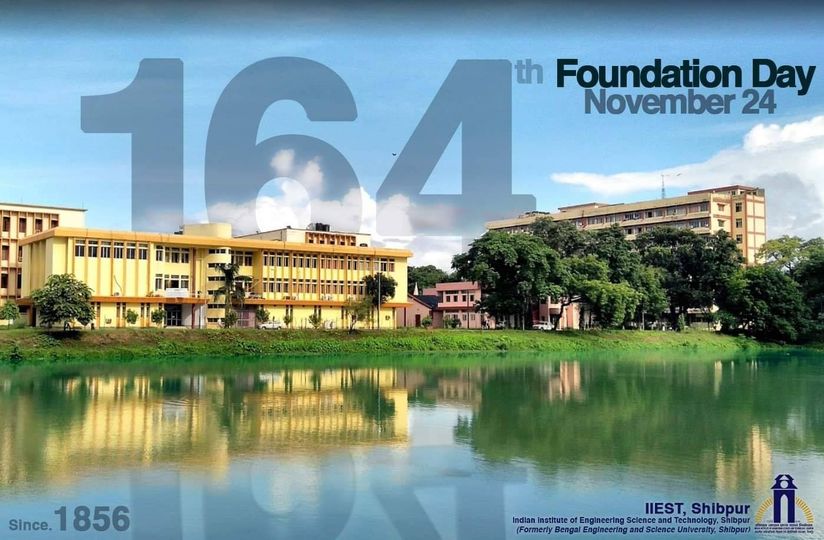 164th
Foundation Day
November 24
Since.1856
IIEST, Shibpur
Indian Institute of Engineering Science and Technology, Shibpur
(Formerly Bengal Engineering and Science University, Shibpur)